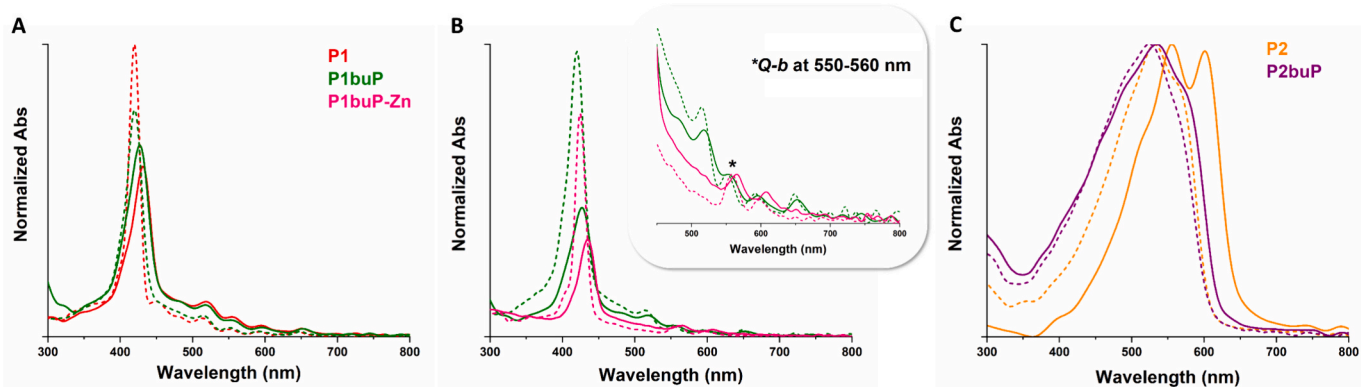 A
P1
P1buP
P1buP-Zn
Normalized Abs
300 400 500 600 700 800
Wavelength (nm)
B
*Q-b at 550-560 nm
*
500 600 700 800
Wavelength (nm)
Normalized Abs
300 400 500 600 700 800
Wavelength (nm)
C
P2
P2buP
Normalized Abs
300 400 500 600 700 800
Wavelength (nm)